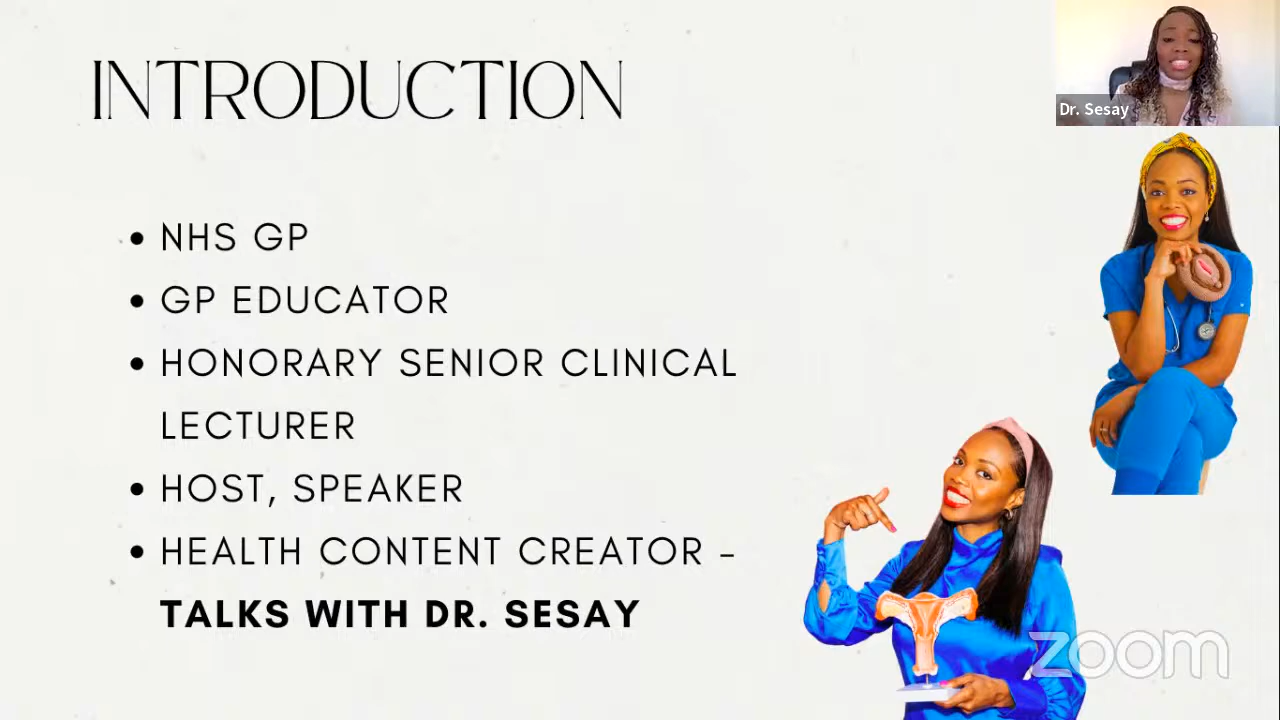 INTRODUCTION
Dr. Sesay
NHS GP
GP EDUCATOR
HONORARY SENIOR CLINICAL
LECTURER
HOST, SPEAKER
HEALTH CONTENT CREATOR -
TALKS WITH DR. SESAY
zoom